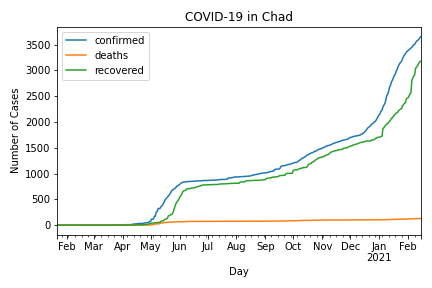 COVID-19 in Chad
confirmed
deaths
recovered
Number of Cases
3500
3000
2500
2000
1500
1000
500
0
Feb Mar Apr May Jun Jul Aug Sep Oct Nov Dec Jan Feb
2021
Day